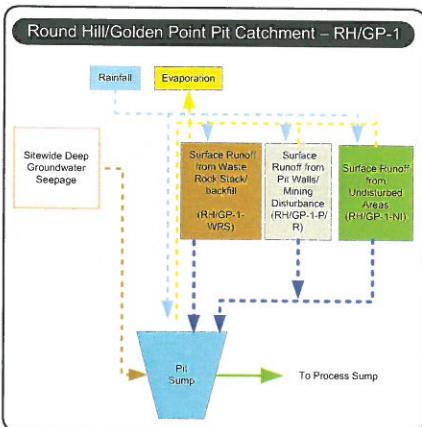 Round Hill/Golden Point Pit Catchment – RH/GP-1
Rainfall
Evaporation
Sitewide Deep
Groundwater
Seepage
Surface Runoff
from Waste
Rock Stack/
backfill
(RH/GP-1-
WRS)
Surface
Runoff from
Pit Walls/
Mining
Disturbance
(RH/GP-1-P/
R)
Surface Runoff
from
Undisturbed
Areas
(RH/GP-1-NI)
Pit
Sump
To Process Sump